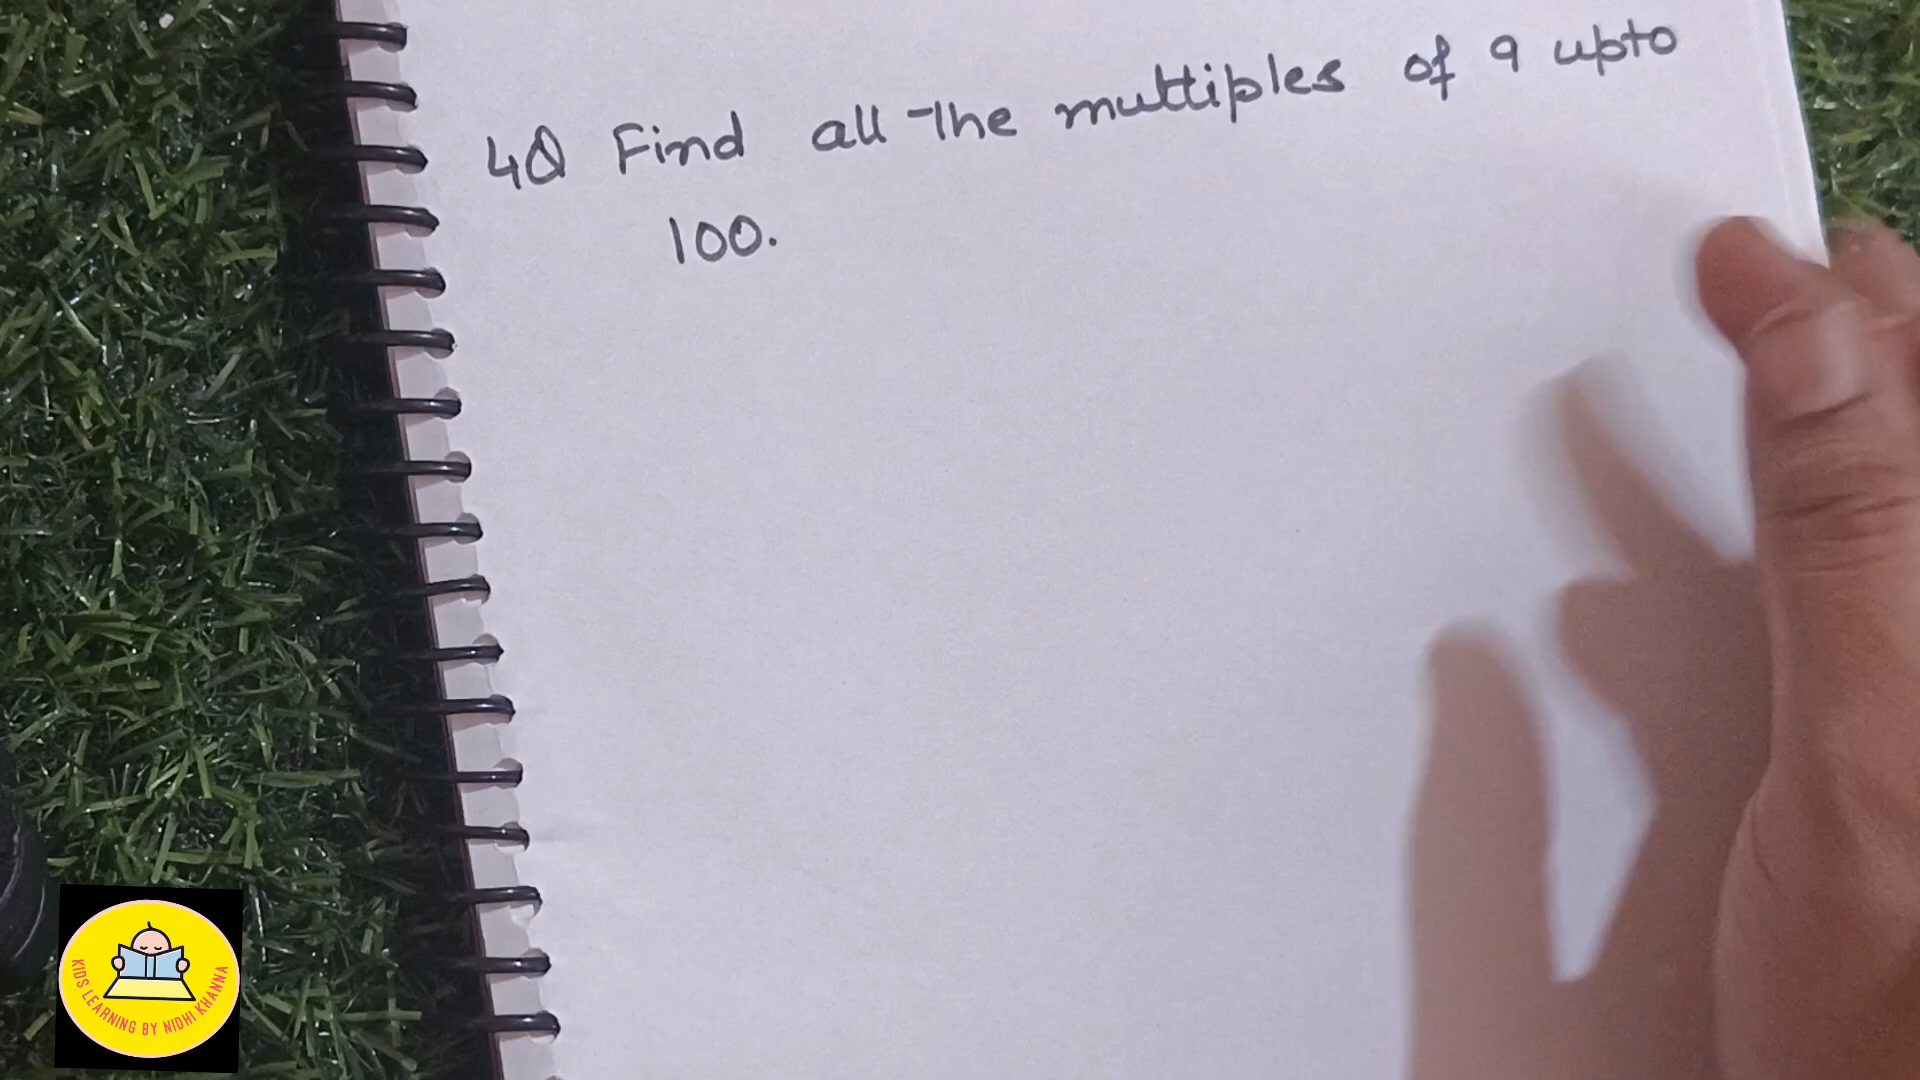 4Q Find all the multiples of 9 upto
100.
KIDS LEARNING BY NIDHI KHANNA